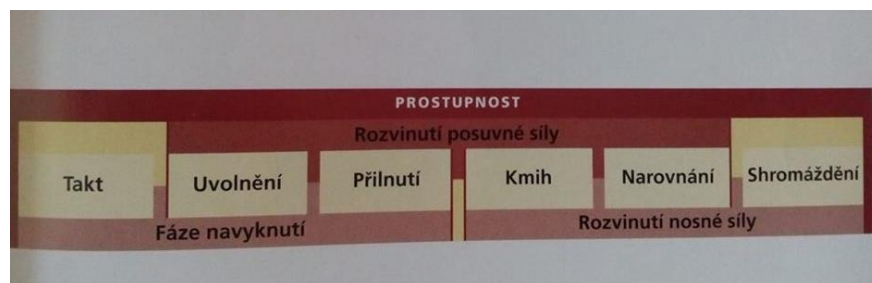 PROSTUPNOST
Rozvinutí posuvné síly
Takt
Uvolnění
Přilnutí
Kmih
Narovnání
Shromáždění
Fáze navyknutí
Rozvinutí nosné síly